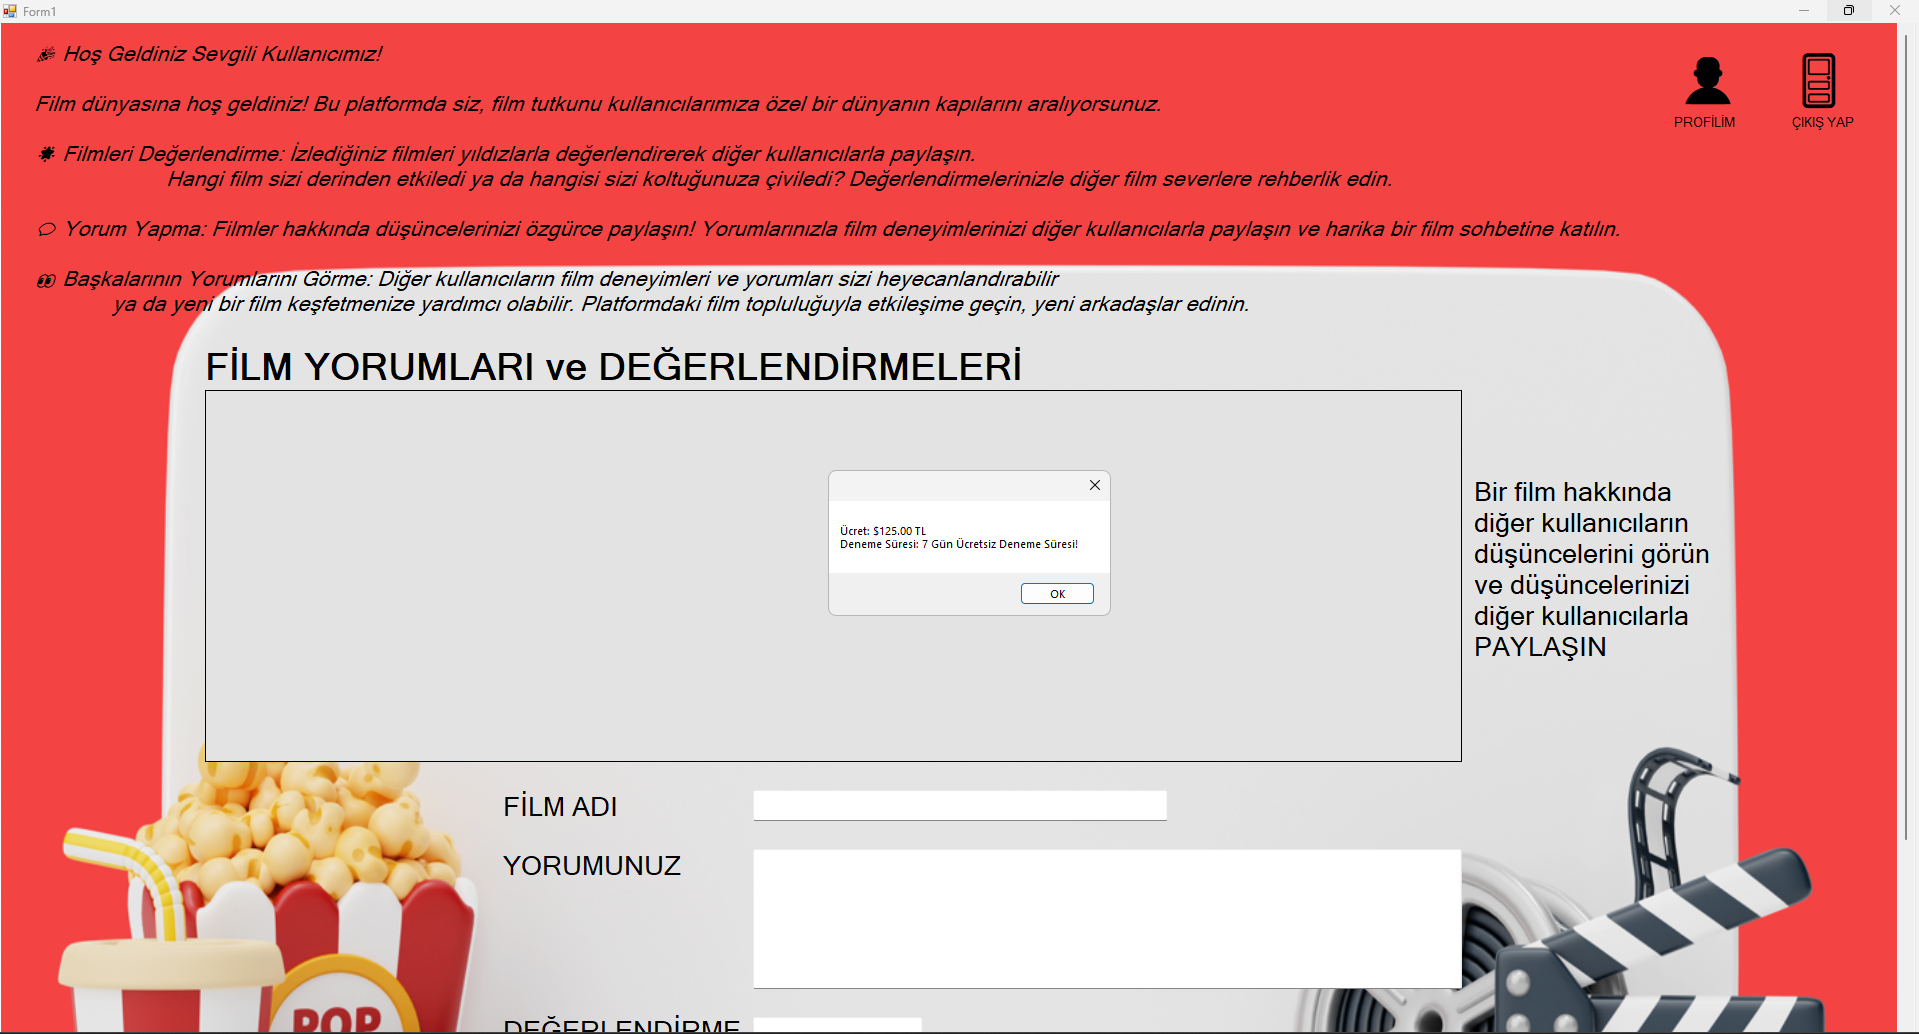 Form1
Hoş Geldiniz Sevgili Kullanıcımız!
PROFİLİM
ÇIKIŞ YAP
Film dünyasına hoş geldiniz! Bu platformda siz, film tutkunu kullanıcılarımıza özel bir dünyanın kapılarını aralıyorsunuz.
Filmleri Değerlendirme: İzlediğiniz filmleri yıldızlarla değerlendirerek diğer kullanıcılarla paylaşın.
Hangi film sizi derinden etkiledi ya da hangisi sizi koltuğunuza çiviledi? Değerlendirmelerinizle diğer film severlere rehberlik edin.
Yorum Yapma: Filmler hakkında düşüncelerinizi özgürce paylaşın! Yorumlarınızla film deneyimlerinizi diğer kullanıcılarla paylaşın ve harika bir film sohbetine katılın.
Başkalarının Yorumlarını Görme: Diğer kullanıcıların film deneyimleri ve yorumları sizi heyecanlandırabilir
ya da yeni bir film keşfetmenize yardımcı olabilir. Platformdaki film topluluğuyla etkileşime geçin, yeni arkadaşlar edinin.
FİLM YORUMLARI ve DEĞERLENDİRMELERİ
Ücret: $125.00 TL
Deneme Süresi: 7 Gün Ücretsiz Deneme Süresi!
OK
Bir film hakkında
diğer kullanıcıların
düşüncelerini görün
ve düşüncelerinizi
diğer kullanıcılarla
PAYLAŞIN
FİLM ADI
YORUMUNUZ
DEĞERLENDİRME
POP